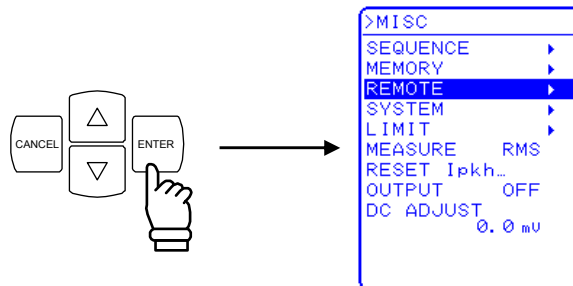 CANCEL
△
▽
ENTER
>MISC
SEQUENCE ▶
MEMORY ▶
REMOTE ▶
SYSTEM ▶
LIMIT ▶
MEASURE RMS
RESET Ipkh…
OUTPUT OFF
DC ADJUST
0.0 mV